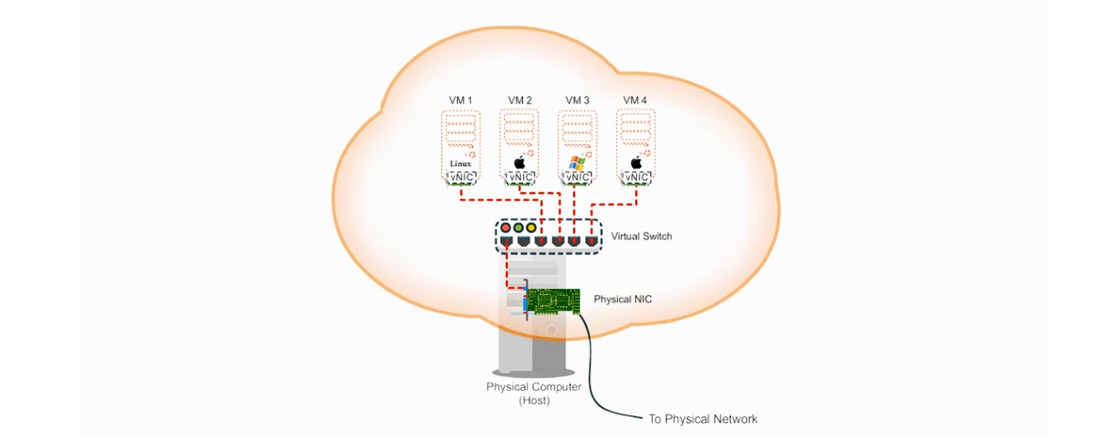 VM 1 VM 2 VM 3 VM 4
Linux
vNIC vNIC vNIC vNIC
Virtual Switch
Physical NIC
Physical Computer
(Host)
To Physical Network